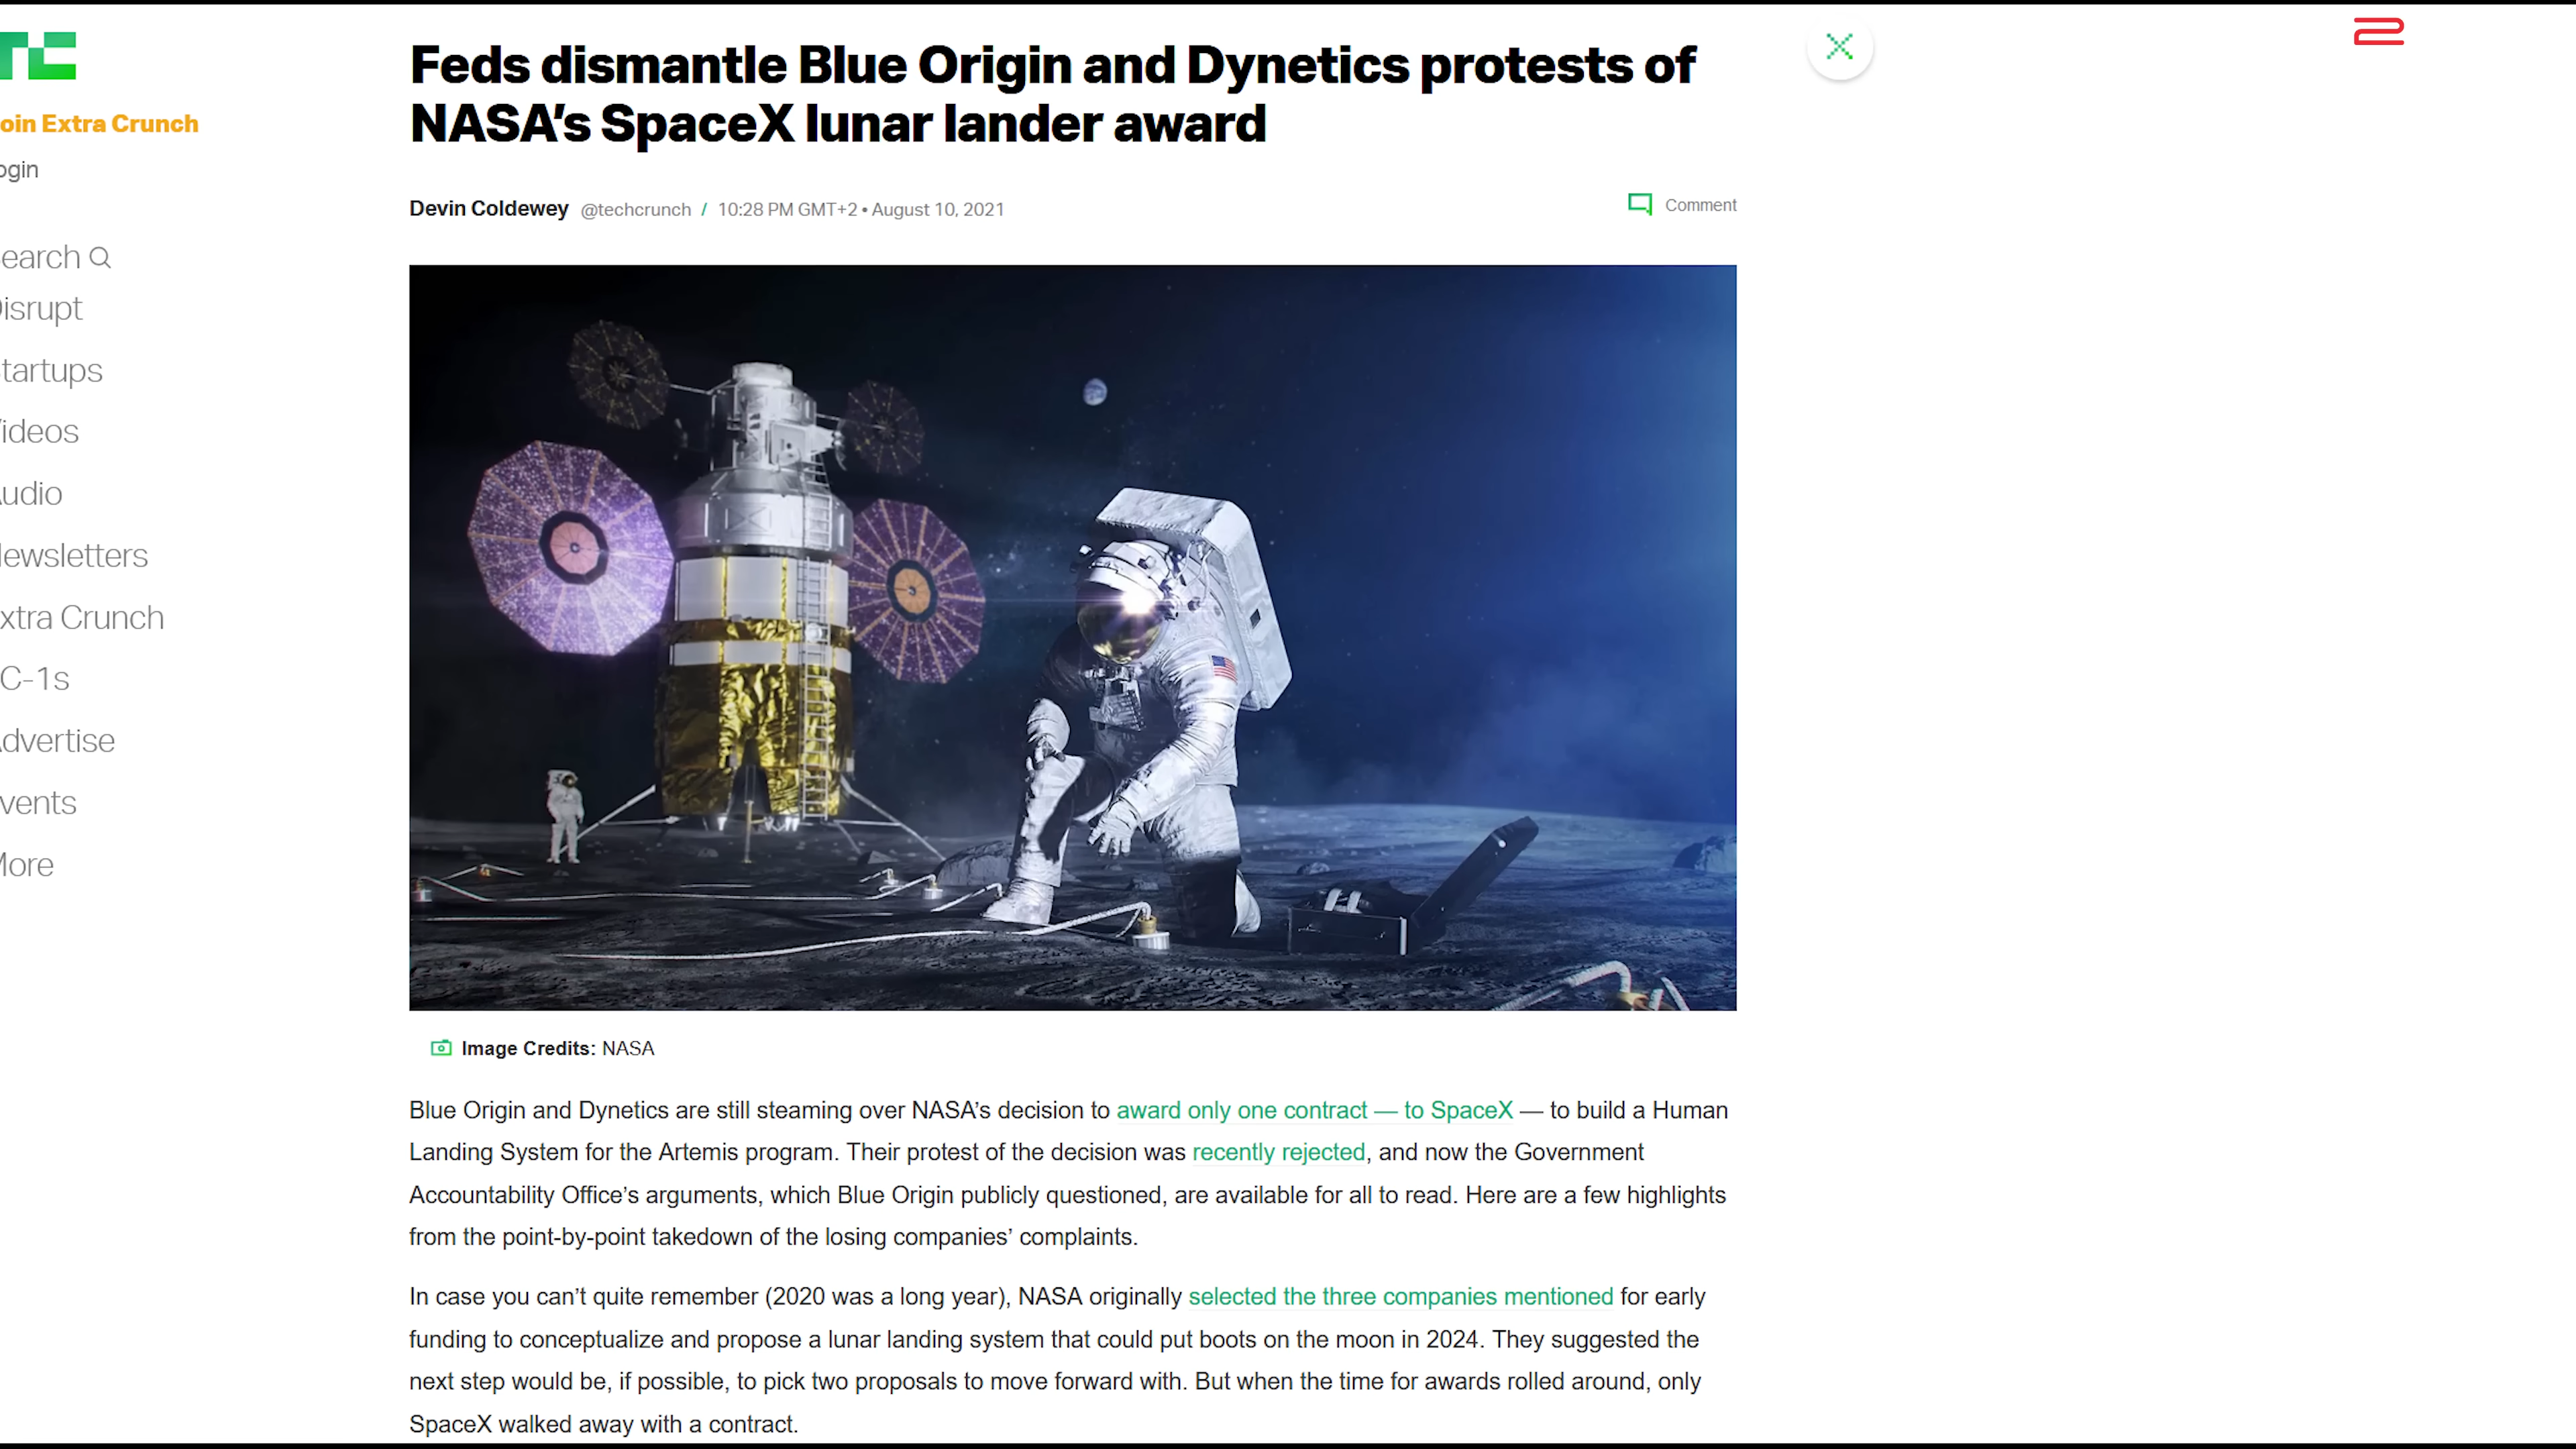 TC
oin Extra Crunch
ogin
earch
isrupt
tartups
ideos
udio
ewsletters
xtra Crunch
C-1s
dvertise
vents
More
Feds dismantle Blue Origin and Dynetics protests of
NASA’s SpaceX lunar lander award
Devin Coldewey @techcrunch / 10:28 PM GMT+2 • August 10, 2021
Comment
Image Credits: NASA
Blue Origin and Dynetics are still steaming over NASA’s decision to award only one contract — to SpaceX — to build a Human
Landing System for the Artemis program. Their protest of the decision was recently rejected, and now the Government
Accountability Office’s arguments, which Blue Origin publicly questioned, are available for all to read. Here are a few highlights
from the point-by-point takedown of the losing companies’ complaints.
In case you can’t quite remember (2020 was a long year), NASA originally selected the three companies mentioned for early
funding to conceptualize and propose a lunar landing system that could put boots on the moon in 2024. They suggested the
next step would be, if possible, to pick two proposals to move forward with. But when the time for awards rolled around, only
SpaceX walked away with a contract.